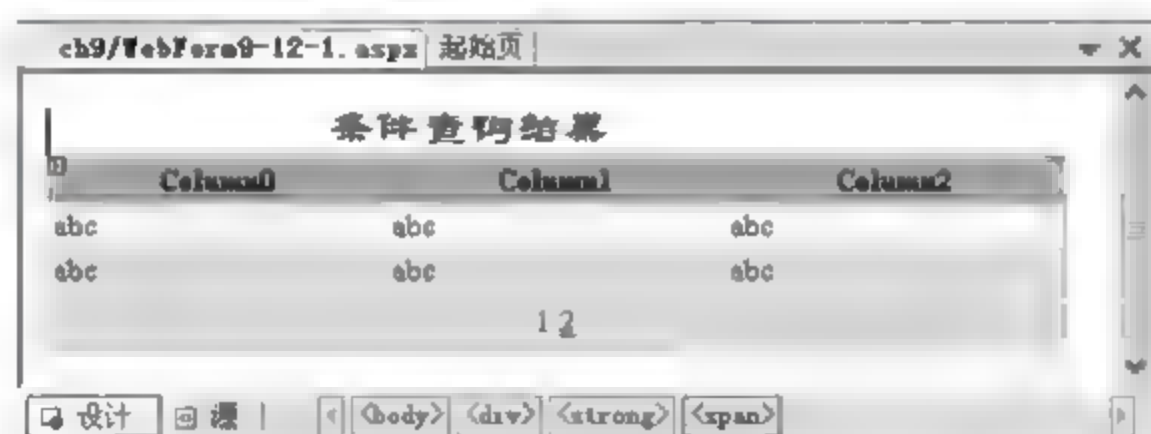 ch9/WebForm9-12-1.aspx 起始页
条件查询结果
Column0 Column1 Column2
abc abc abc
abc abc abc
1 2
设计 源 <body> <div> <strong> <span>